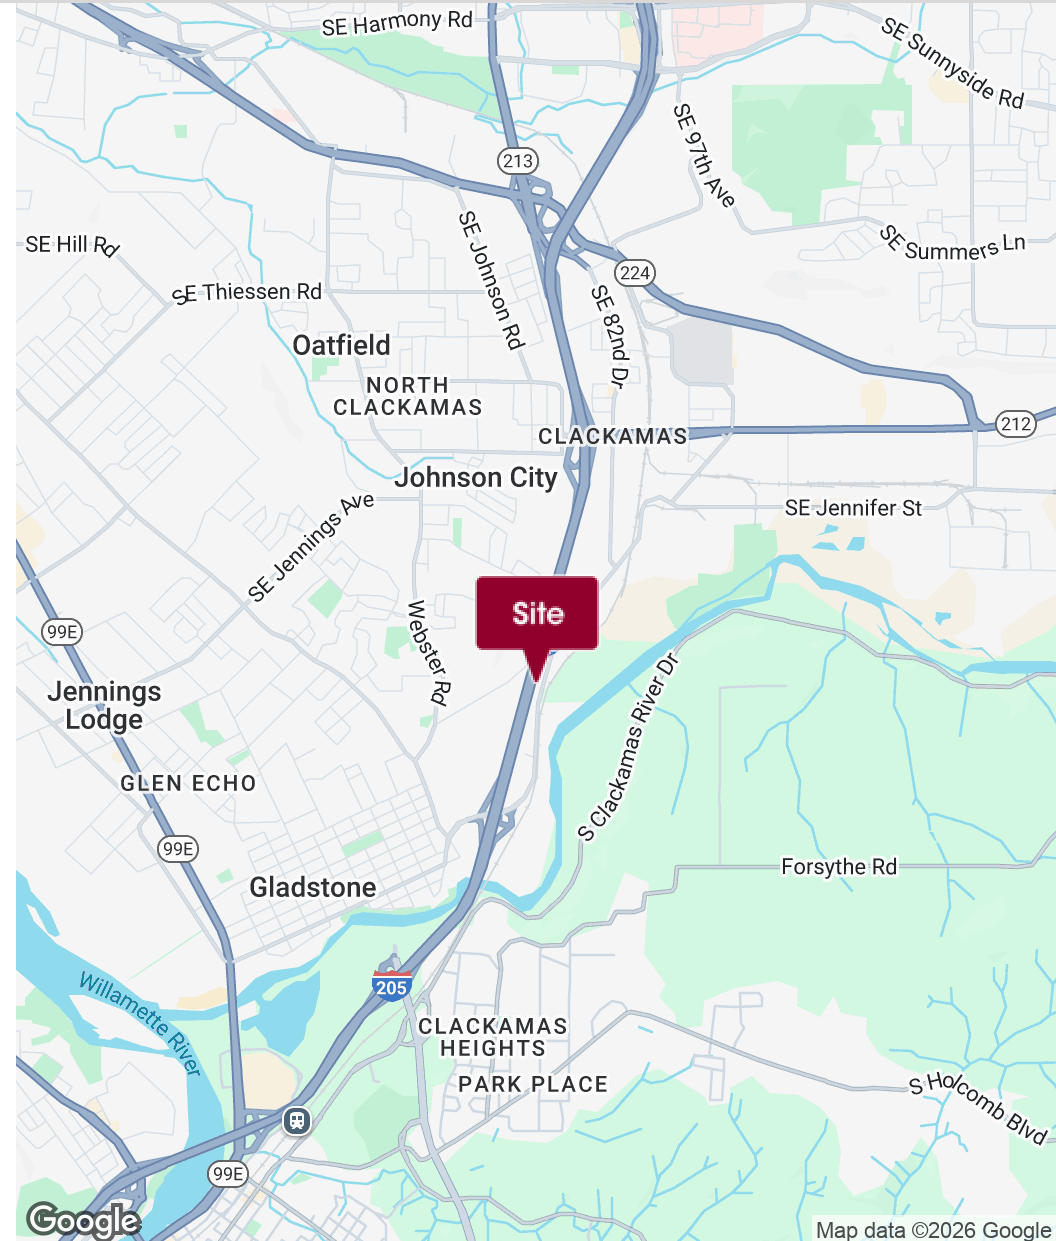 SE Harmony Rd
SE Sunnyside Rd
213
SE 97th Ave
SE Hill Rd
SE Johnson Rd
SE Summers Ln
224
SE Thiessen Rd
SE 82nd Dr
Oatfield
NORTH
CLACKAMAS
212
CLACKAMAS
Johnson City
SE Jennings Ave
SE Jennifer St
Site
99E
Webster Rd
Jennings
Lodge
S Clackamas River Dr
GLEN ECHO
99E
Forsythe Rd
Gladstone
Willamette River
205
CLACKAMAS
HEIGHTS
PARK PLACE
S Holcomb Blvd
99E
Google
Map data ©2026 Google